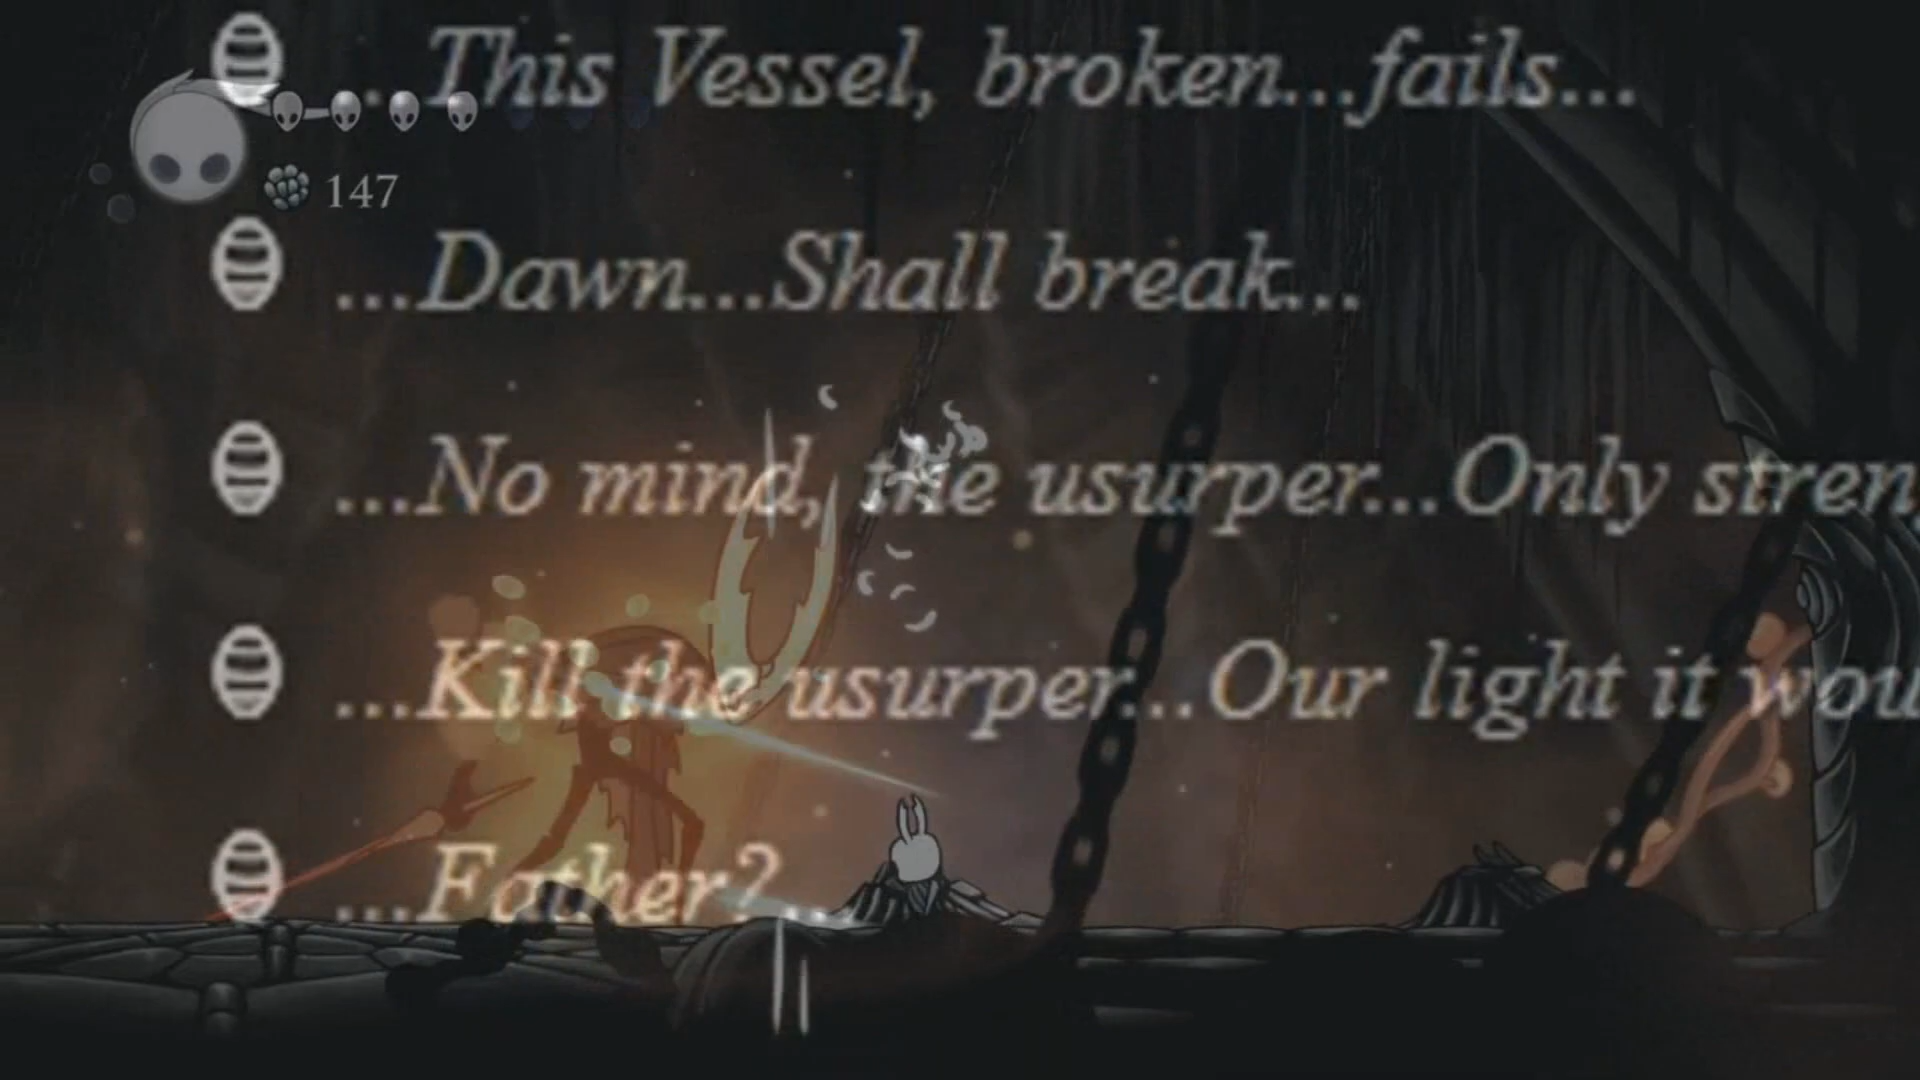 ...This Vessel, broken...fails...
147
...Dawn...Shall break...
...No mind, the usurper...Only stren
...Kill the usurper...Our light it wou
...Father?...